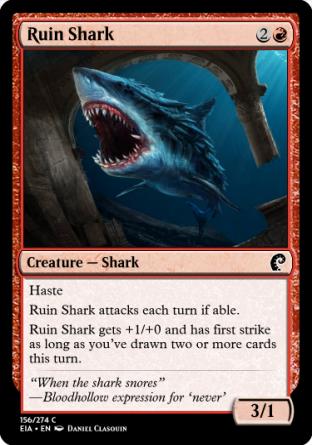 Ruin Shark 2
Creature — Shark
Haste
Ruin Shark attacks each turn if able.
Ruin Shark gets +1/+0 and has first strike
as long as you've drawn two or more cards
this turn.
“When the shark snores”
—Bloodhollow expression for ‘never’
3/1
156/274 C
EIA • EN Daniel Clasquin